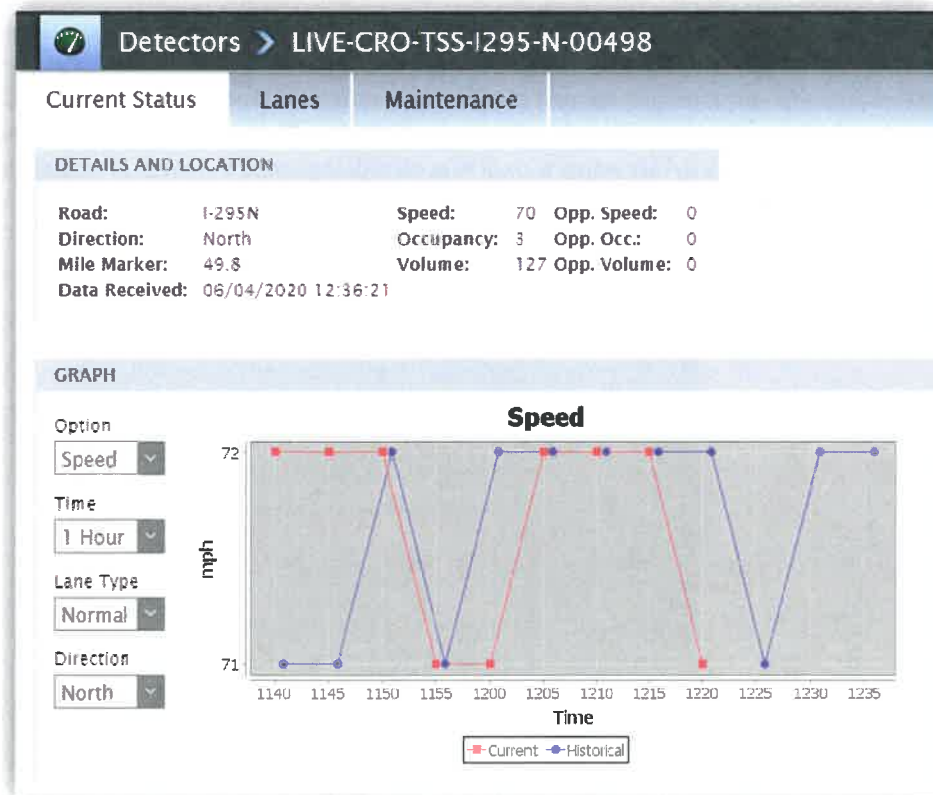 Detectors > LIVE-CRO-TSS-I295-N-00498
Current Status Lanes Maintenance
DETAILS AND LOCATION
Road: I-295N Speed: 70 Opp. Speed: 0
Direction: North Occupancy: 3 Opp. Occ.: 0
Mile Marker: 49.8 Volume: 127 Opp. Volume: 0
Data Received: 06/04/2020 12:36:21
GRAPH
Option
Speed
Time
1 Hour
Lane Type
Normal
Direction
North
Speed
72
mph
71
1140 1145 1150 1155 1200 1205 1210 1215 1220 1225 1230 1235
Time
Current Historical